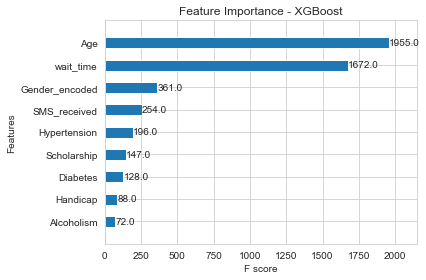 Feature Importance - XGBoost
Features
Age
1955.0
wait_time
1672.0
Gender_encoded
361.0
SMS_received
254.0
Hypertension
196.0
Scholarship
147.0
Diabetes
128.0
Handicap
88.0
Alcoholism
72.0
0 250 500 750 1000 1250 1500 1750 2000
F score